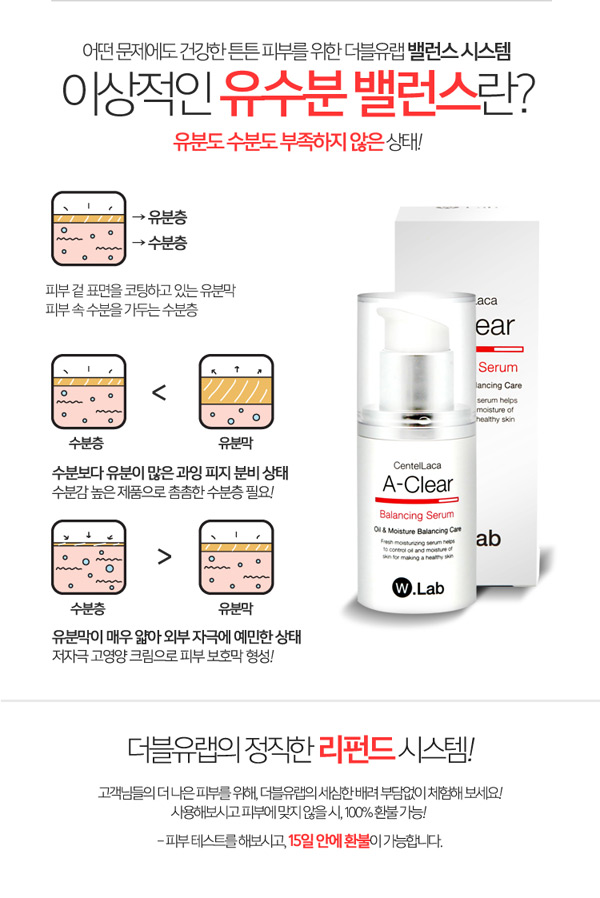 어떤 문제에도 건강한 튼튼 피부를 위한 더블유랩 밸런스 시스템
이상적인 유수분 밸런스란?
유분도 수분도 부족하지 않은 상태!
→ 유분층
→ 수분층
피부 겉 표면을 코팅하고 있는 유분막
피부 속 수분을 가두는 수분층
<
수분층
유분막
수분보다 유분이 많은 과잉 피지 분비 상태
수분감 높은 제품으로 촘촘한 수분층 필요!
>
수분층
유분막
유분막이 매우 얇아 외부 자극에 예민한 상태
저자극 고영양 크림으로 피부 보호막 형성!
CentelLaca
A-Clear
Balancing Serum
Oil & Moisture Balancing Care
Fresh moisturizing serum helps
to control oil and moisture of
skin for making a healthy skin
W.Lab
Laca
ear
Serum
lancing Care
serum helps
moisture of
healthy skin
ab
더블유랩의 정직한 리펀드 시스템!
고객님들의 더 나은 피부를 위해, 더블유랩의 세심한 배려 부담없이 체험해 보세요!
사용해보시고 피부에 맞지 않을 시, 100% 환불 가능!
- 피부 테스트를 해보시고, 15일 안에 환불이 가능합니다.